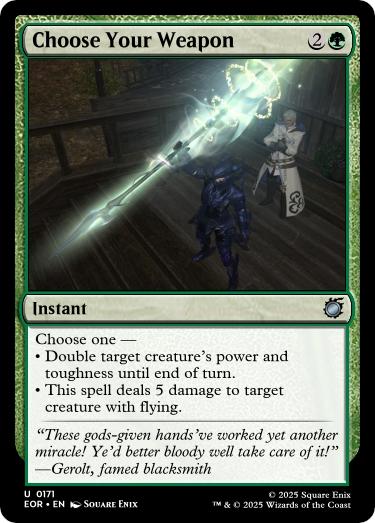 Choose Your Weapon 2
Instant
Choose one —
• Double target creature's power and
toughness until end of turn.
• This spell deals 5 damage to target
creature with flying.
"These gods-given hands've worked yet another
miracle! Ye'd better bloody well take care of it!"
—Gerolt, famed blacksmith
U 0171 © 2025 Square Enix
EOR • EN SQUARE ENIX ™ & © 2025 Wizards of the Coast